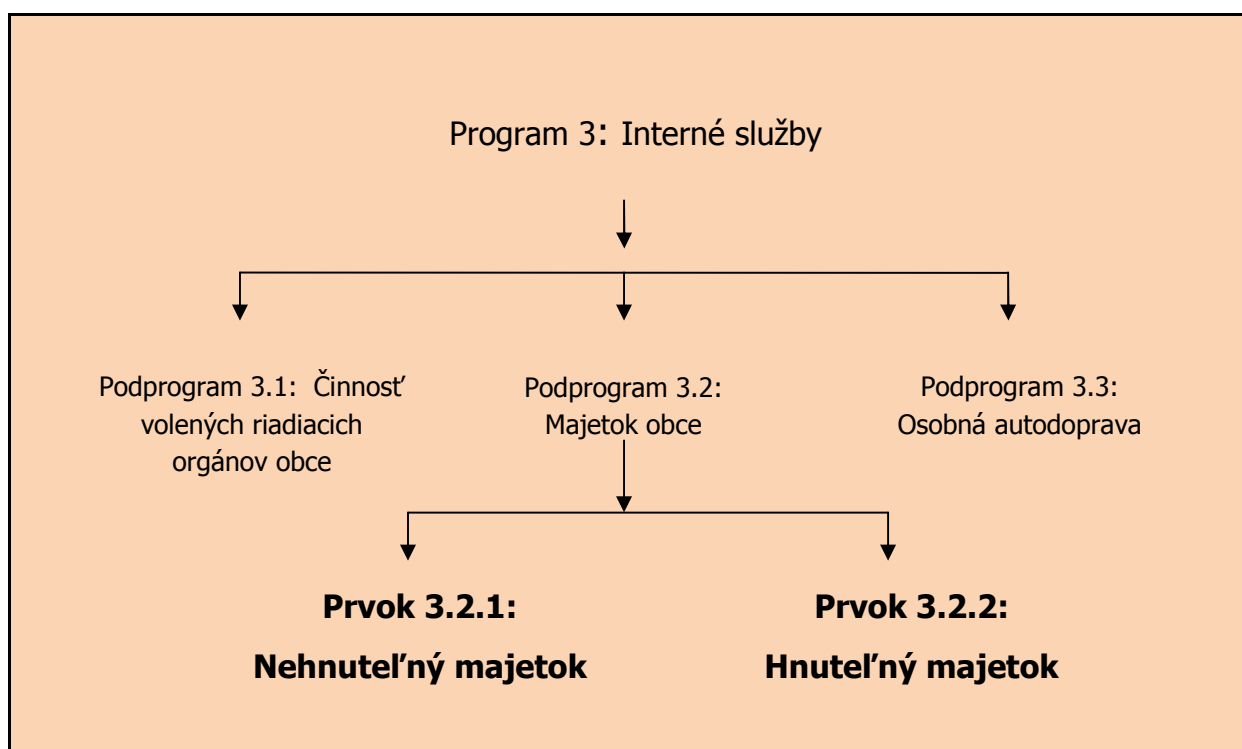 Program 3: Interné služby
Podprogram 3.1: Činnosť
volených riadiacich
orgánov obce
Podprogram 3.2:
Majetok obce
Podprogram 3.3:
Osobná autodoprava
Prvok 3.2.1:
Nehnuteľný majetok
Prvok 3.2.2:
Hnuteľný majetok